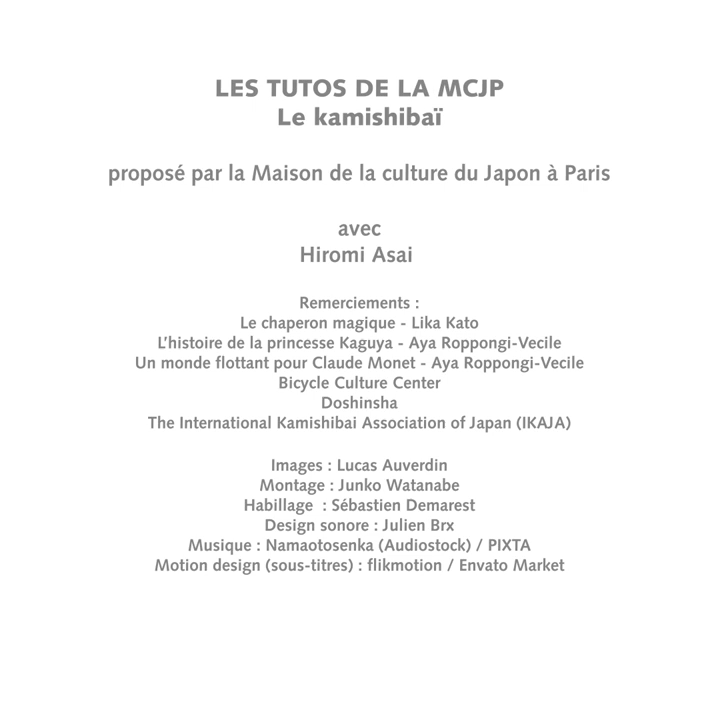 LES TUTOS DE LA MCJP
Le kamishibaï
proposé par la Maison de la culture du Japon à Paris
avec
Hiromi Asai
Remerciements :
Le chaperon magique - Lika Kato
L'histoire de la princesse Kaguya - Aya Roppongi-Vecile
Un monde flottant pour Claude Monet - Aya Roppongi-Vecile
Bicycle Culture Center
Doshinsha
The International Kamishibai Association of Japan (IKAJA)
Images : Lucas Auverdin
Montage : Junko Watanabe
Habillage  : Sébastien Demarest
Design sonore : Julien Brx
Musique : Namaotosenka (Audiostock) / PIXTA
Motion design (sous-titres) : flikmotion / Envato Market